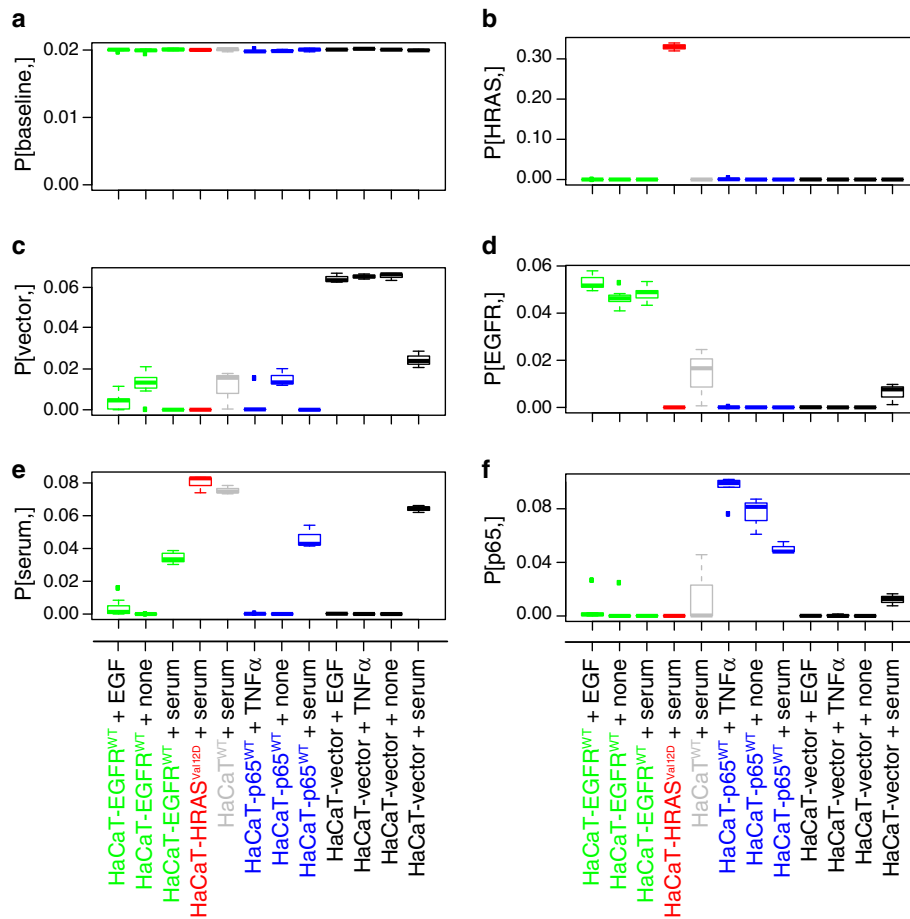 a
P[baseline,]
0.02
0.01
0.00
b
P[HRAS,]
0.30
0.20
0.10
0.00
c
P[vector,]
0.06
0.04
0.02
0.00
d
P[EGFR,]
0.06
0.04
0.02
0.00
e
P[serum,]
0.08
0.06
0.04
0.02
0.00
f
P[p65,]
0.08
0.04
0.00
HaCaT-EGFRᵂᵀ + EGF
HaCaT-EGFRᵂᵀ + none
HaCaT-EGFRᵂᵀ + serum
HaCaT-HRASⱽᵃˡ¹²ᴰ + serum
HaCaTᵂᵀ + serum
HaCaT-p65ᵂᵀ + TNFα
HaCaT-p65ᵂᵀ + none
HaCaT-p65ᵂᵀ + serum
HaCaT-vector + EGF
HaCaT-vector + TNFα
HaCaT-vector + none
HaCaT-vector + serum
HaCaT-EGFRᵂᵀ + EGF
HaCaT-EGFRᵂᵀ + none
HaCaT-EGFRᵂᵀ + serum
HaCaT-HRASⱽᵃˡ¹²ᴰ + serum
HaCaTᵂᵀ + serum
HaCaT-p65ᵂᵀ + TNFα
HaCaT-p65ᵂᵀ + none
HaCaT-p65ᵂᵀ + serum
HaCaT-vector + EGF
HaCaT-vector + TNFα
HaCaT-vector + none
HaCaT-vector + serum